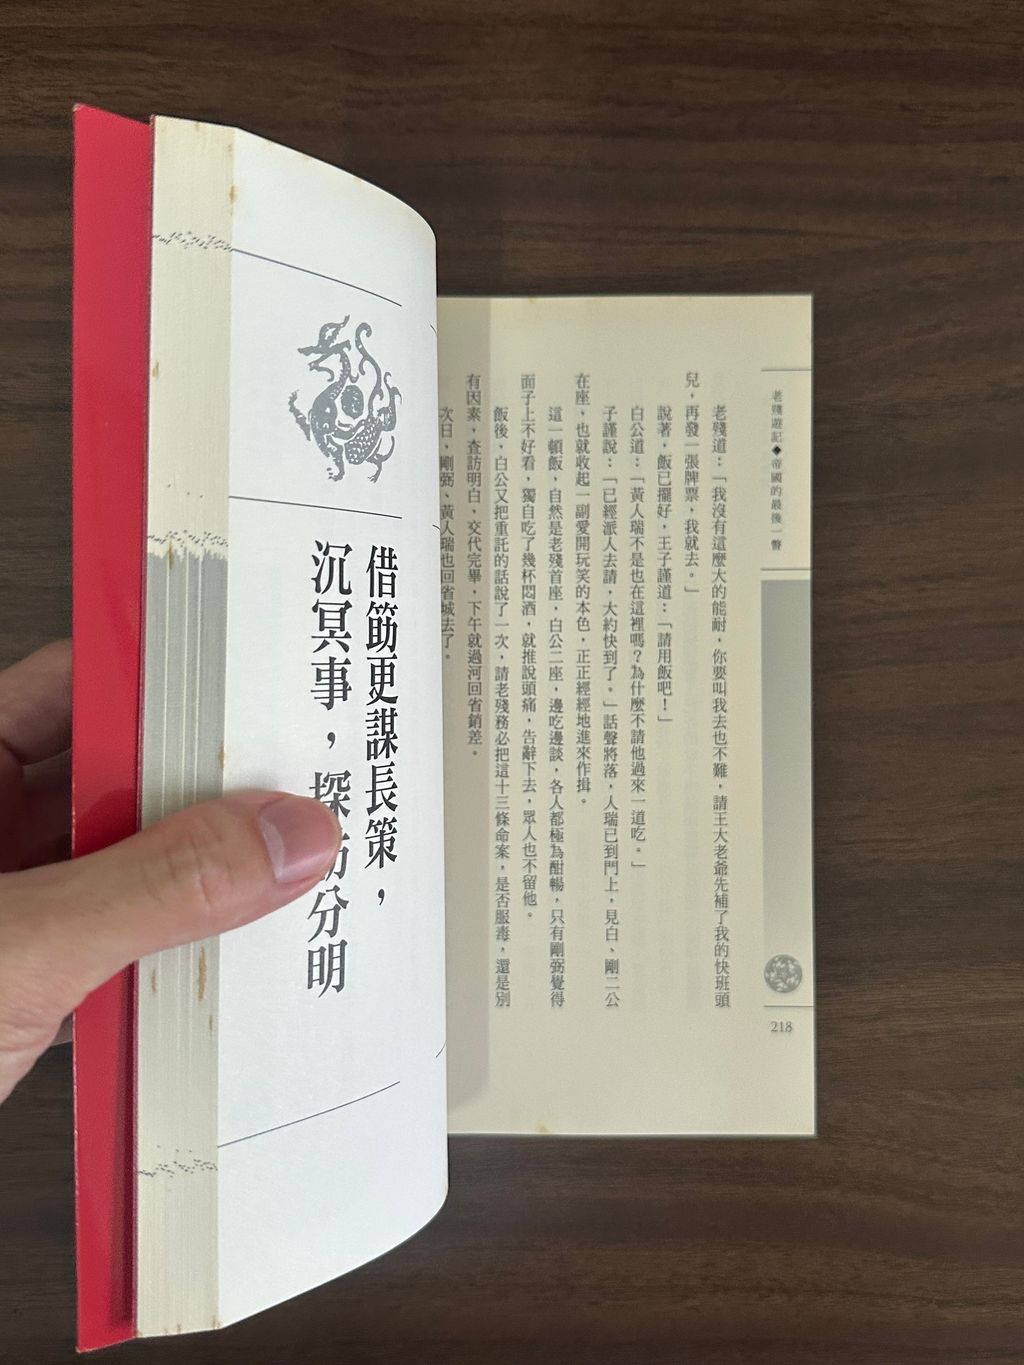 老殘遊記◆帝國的最後一瞥
老殘道：「我沒有這麼大的能耐，你要叫我去也不難，請王大老爺先補了我的快班頭
兒，再發一張牌票，我就去。」
說著，飯已擺好，王子謹道：「請用飯吧！」
白公道：「黃人瑞不是也在這裡嗎？為什麼不請他過來一道吃。」
子謹說：「已經派人去請，大約快到了。」話聲將落，人瑞已到門上，見白、剛二公
在座，也就收起一副愛開玩笑的本色，正正經經地進來作揖。
這一頓飯，自然是老殘首座，白公二座，邊吃邊談，各人都極為酣暢，只有剛弼覺得
面子上不好看，獨自吃了幾杯悶酒，就推說頭痛，告辭下去，眾人也不留他。
飯後，白公又把重託的話說了一次，請老殘務必把這十三條命案，是否服毒，還是別
有因素，查訪明白，交代完畢，下午就過河回省銷差。
次日，剛弼、黃人瑞也回省城去了。
218
借筯更謀長策，
沉冥事，探 分明